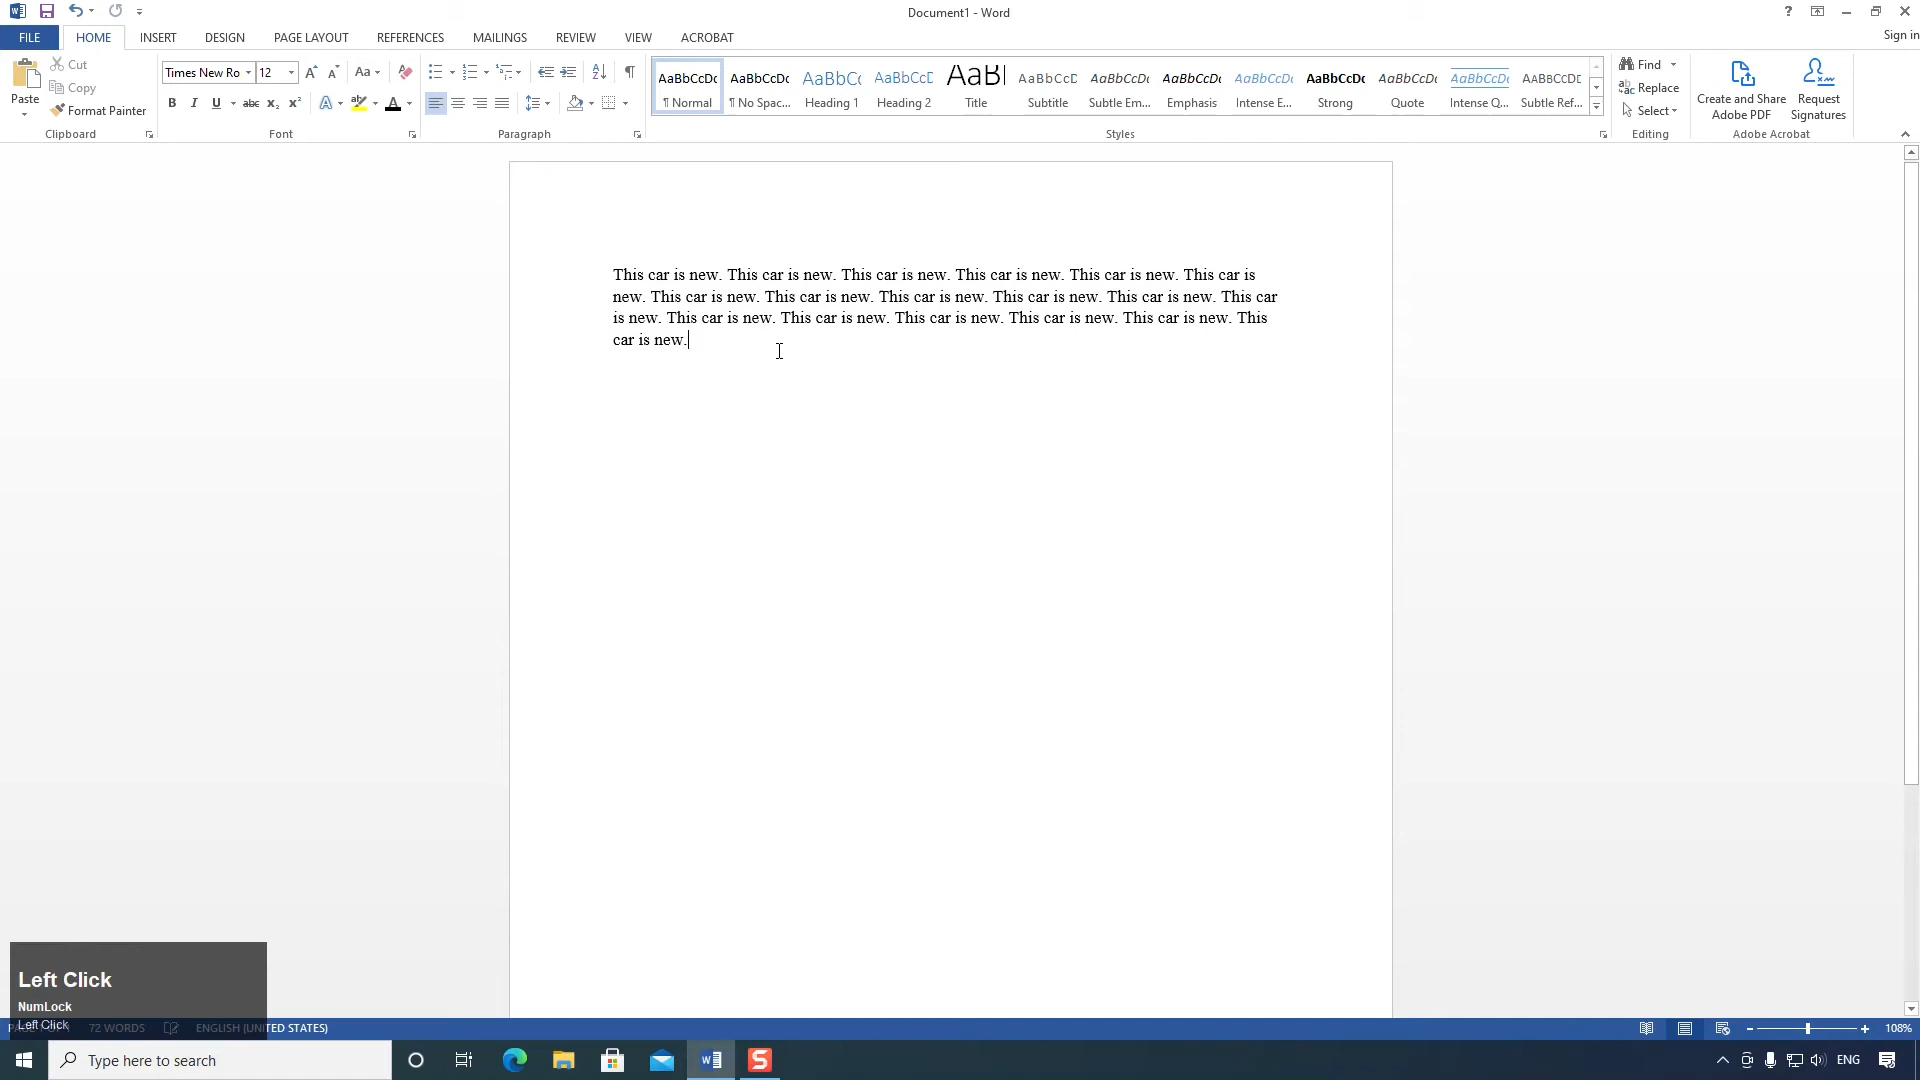 Document1 - Word
?
Sign in
FILE HOME INSERT DESIGN PAGE LAYOUT REFERENCES MAILINGS REVIEW VIEW ACROBAT
Paste
Cut
Copy
Format Painter
Clipboard
Times New Ro 12
Font
Paragraph
AaBbCcDc AaBbCcDc AaBbCc AaBbCcD AaB AaBbCcD AaBbCcDc AaBbCcDc AaBbCcDc AaBbCcDc AaBbCcDc AaBbCcDc AABBCCDE
¶ Normal ¶ No Spac... Heading 1 Heading 2 Title Subtitle Subtle Em... Emphasis Intense E... Strong Quote Intense Q... Subtle Ref...
Styles
Find
Replace
Select
Editing
Create and Share
Adobe PDF
Request
Signatures
Adobe Acrobat
This car is new. This car is new. This car is new. This car is new. This car is new. This car is
new. This car is new. This car is new. This car is new. This car is new. This car is new. This car
is new. This car is new. This car is new. This car is new. This car is new. This car is new. This
car is new.
Left Click
NumLock
Left Click
72 WORDS ENGLISH (UNITED STATES)
108%
Type here to search
ENG